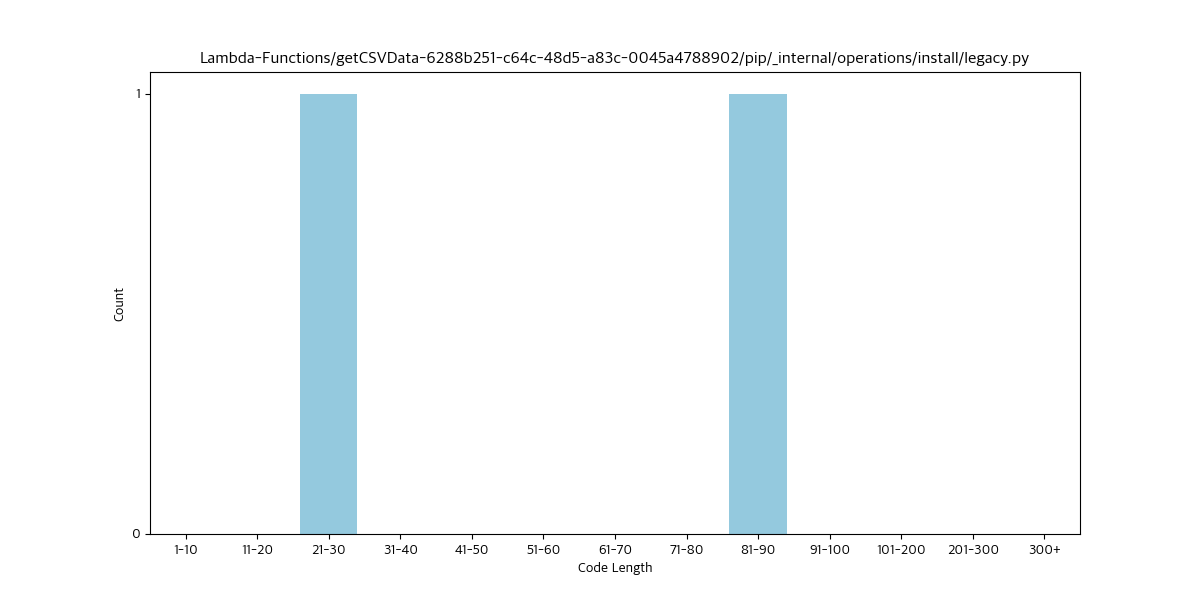 Lambda-Functions/getCSVData-6288b251-c64c-48d5-a83c-0045a4788902/pip/_internal/operations/install/legacy.py
1
Count
0
1-10 11-20 21-30 31-40 41-50 51-60 61-70 71-80 81-90 91-100 101-200 201-300 300+
Code Length